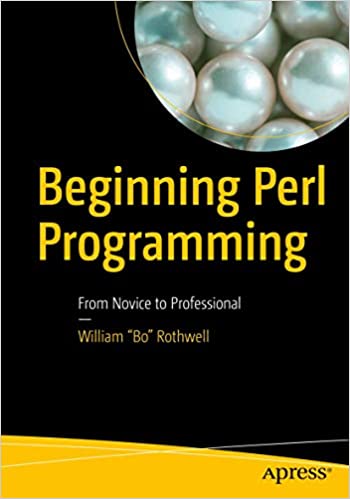 Beginning Perl
Programming
From Novice to Professional
—
William “Bo” Rothwell
Apress®